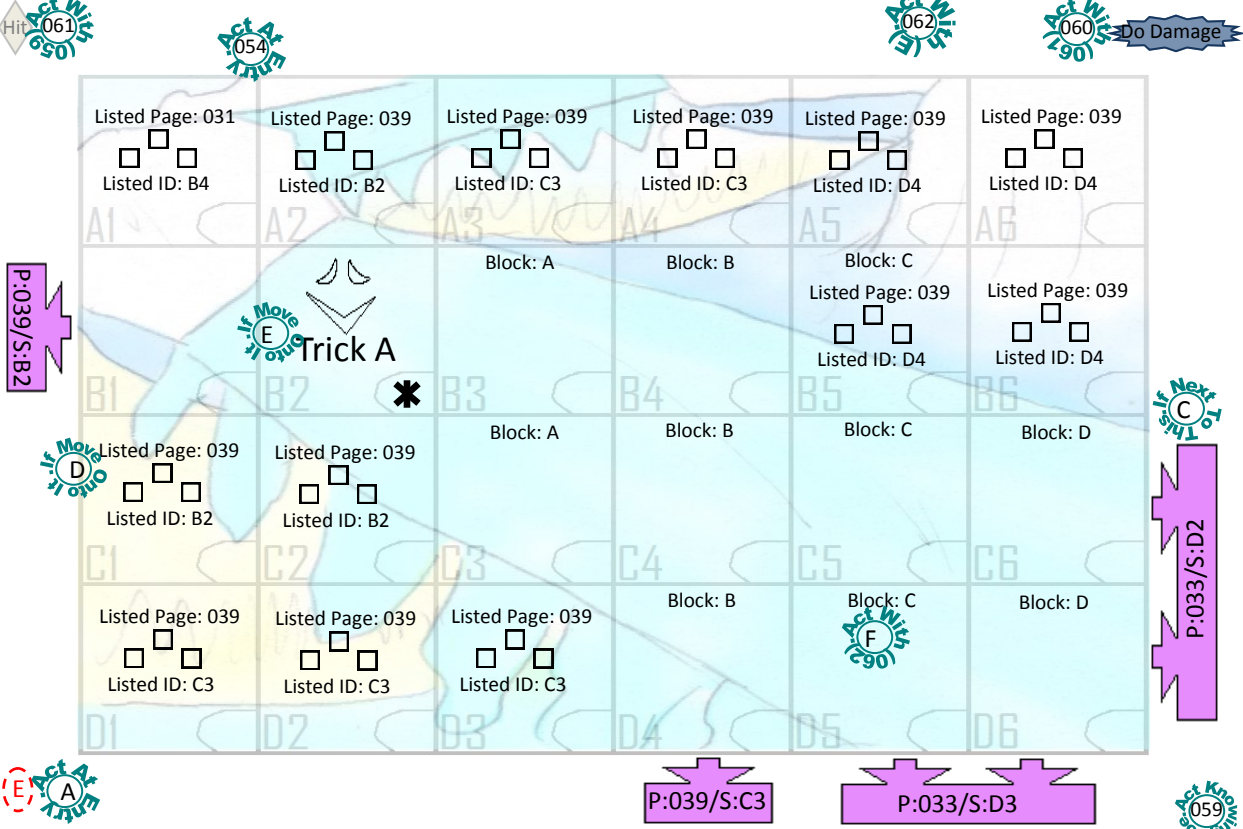 Hit
Act With
061
(059)
Act At
054
Entry
Act With
062
(E)
Act With
060
(061)
Do Damage
Listed Page: 031
Listed ID: B4
A1
Listed Page: 039
Listed ID: B2
A2
Listed Page: 039
Listed ID: C3
A3
Listed Page: 039
Listed ID: C3
A4
Listed Page: 039
Listed ID: D4
A5
Listed Page: 039
Listed ID: D4
A6
P:039/S:B2
B1
If Move
E
Onto It.
Trick A
*
B2
Block: A
B3
Block: B
B4
Block: C
Listed Page: 039
Listed ID: D4
B5
Listed Page: 039
Listed ID: D4
B6
If Next
C
To This.
If Move
D
Onto It.
Listed Page: 039
Listed ID: B2
C1
Listed Page: 039
Listed ID: B2
C2
Block: A
C3
Block: B
C4
Block: C
C5
Block: D
C6
P:033/S:D2
Listed Page: 039
Listed ID: C3
D1
Listed Page: 039
Listed ID: C3
D2
Listed Page: 039
Listed ID: C3
D3
Block: B
D4
Block: C
Act With
F
(062)
D5
Block: D
D6
E
Act At
A
Entry
P:039/S:C3
P:033/S:D3
059